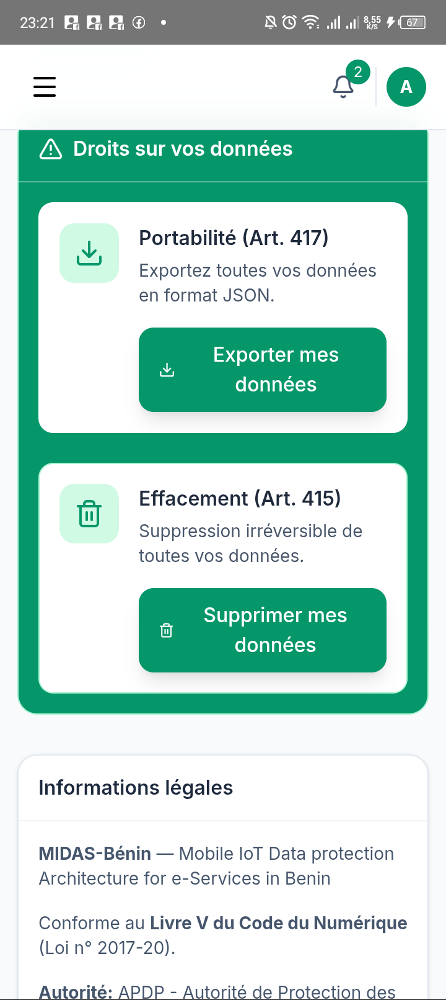 23:21
8,55
K/S
67
2
A
Droits sur vos données
Portabilité (Art. 417)
Exportez toutes vos données
en format JSON.
Exporter mes
données
Effacement (Art. 415)
Suppression irréversible de
toutes vos données.
Supprimer mes
données
Informations légales
MIDAS-Bénin — Mobile IoT Data protection
Architecture for e-Services in Benin
Conforme au Livre V du Code du Numérique
(Loi n° 2017-20).
Autorité: APDP - Autorité de Protection des